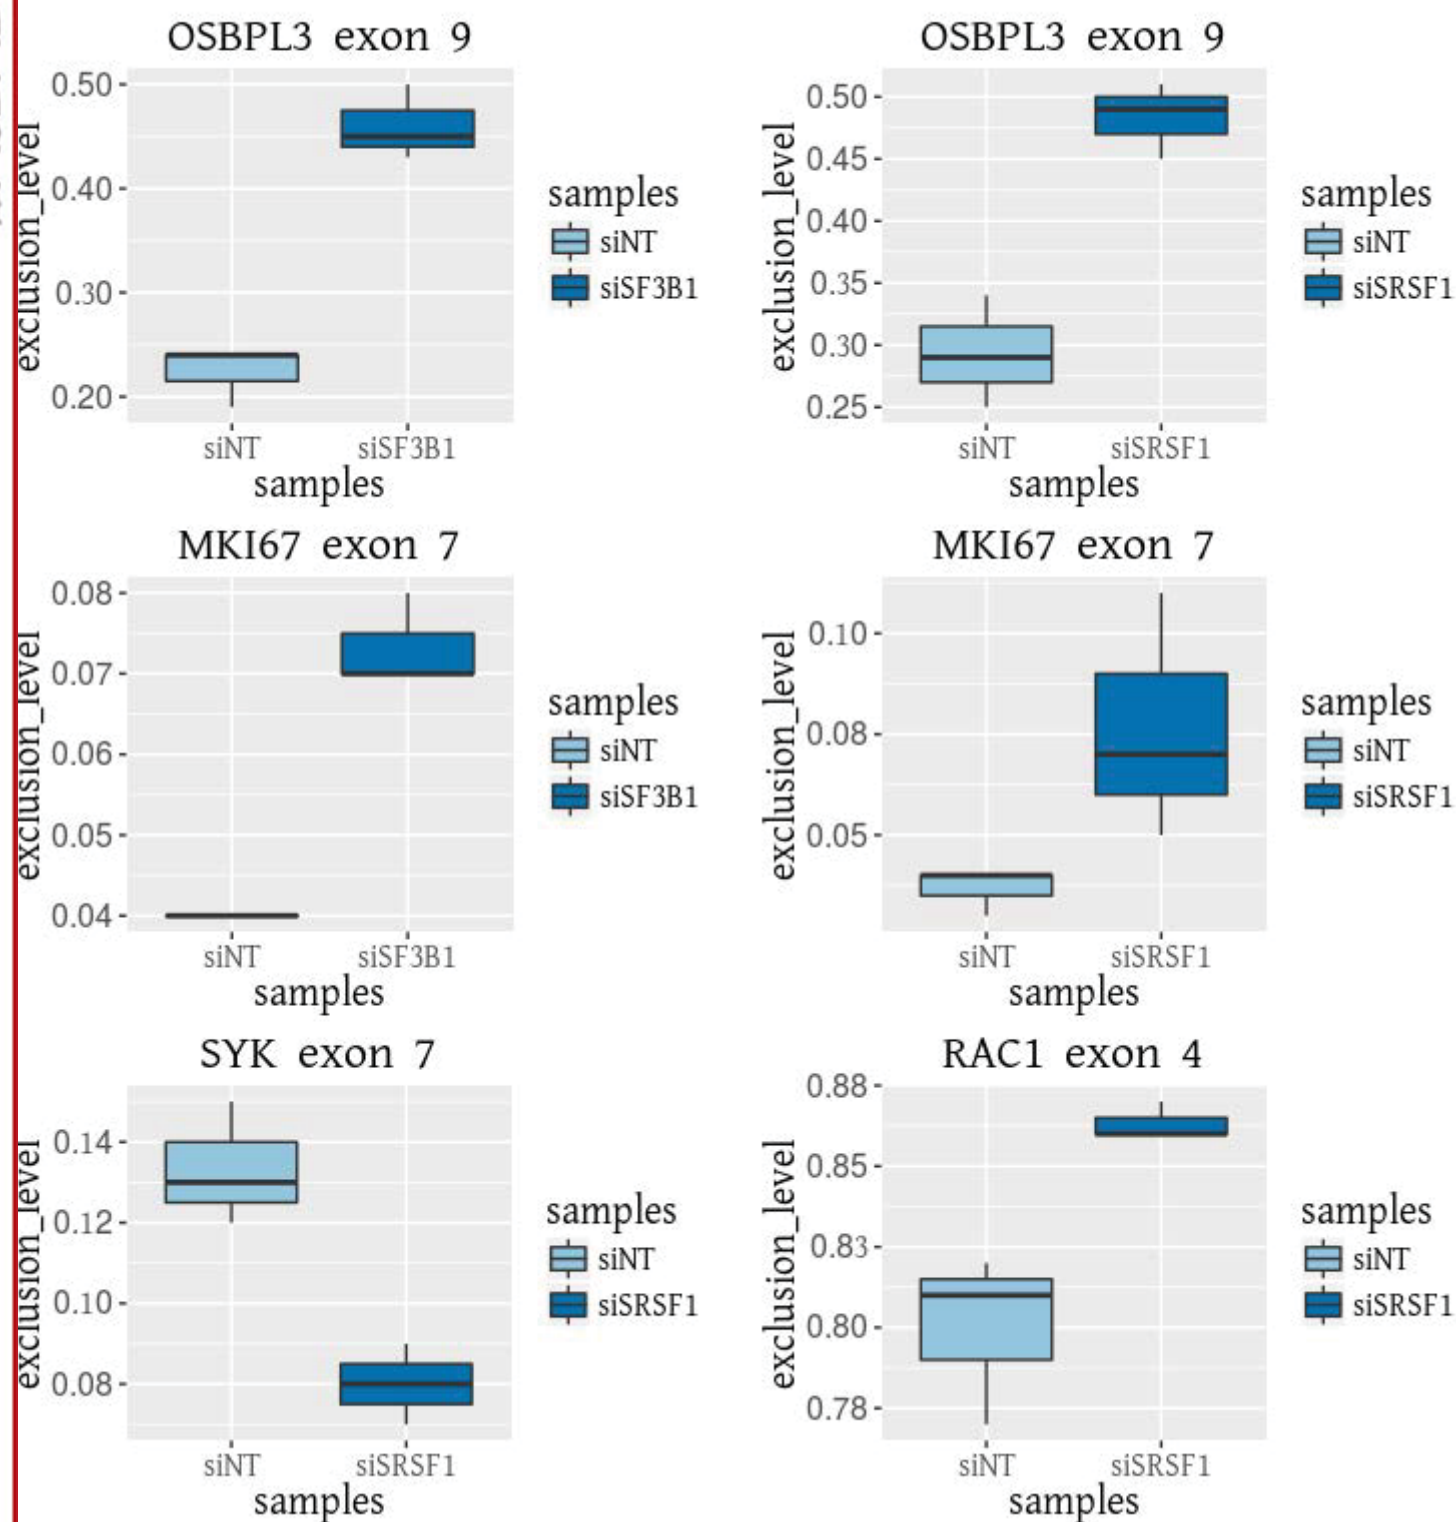 OSBPL3 exon 9
exclusion_level
0.50
0.40
0.30
0.20
siNT siSF3B1
samples
samples
siNT
siSF3B1
OSBPL3 exon 9
exclusion_level
0.50
0.45
0.40
0.35
0.30
0.25
siNT siSRSF1
samples
samples
siNT
siSRSF1
MKI67 exon 7
exclusion_level
0.08
0.07
0.06
0.05
0.04
siNT siSF3B1
samples
samples
siNT
siSF3B1
MKI67 exon 7
exclusion_level
0.10
0.08
0.05
siNT siSRSF1
samples
samples
siNT
siSRSF1
SYK exon 7
exclusion_level
0.14
0.12
0.10
0.08
siNT siSRSF1
samples
samples
siNT
siSRSF1
RAC1 exon 4
exclusion_level
0.88
0.85
0.83
0.80
0.78
siNT siSRSF1
samples
samples
siNT
siSRSF1